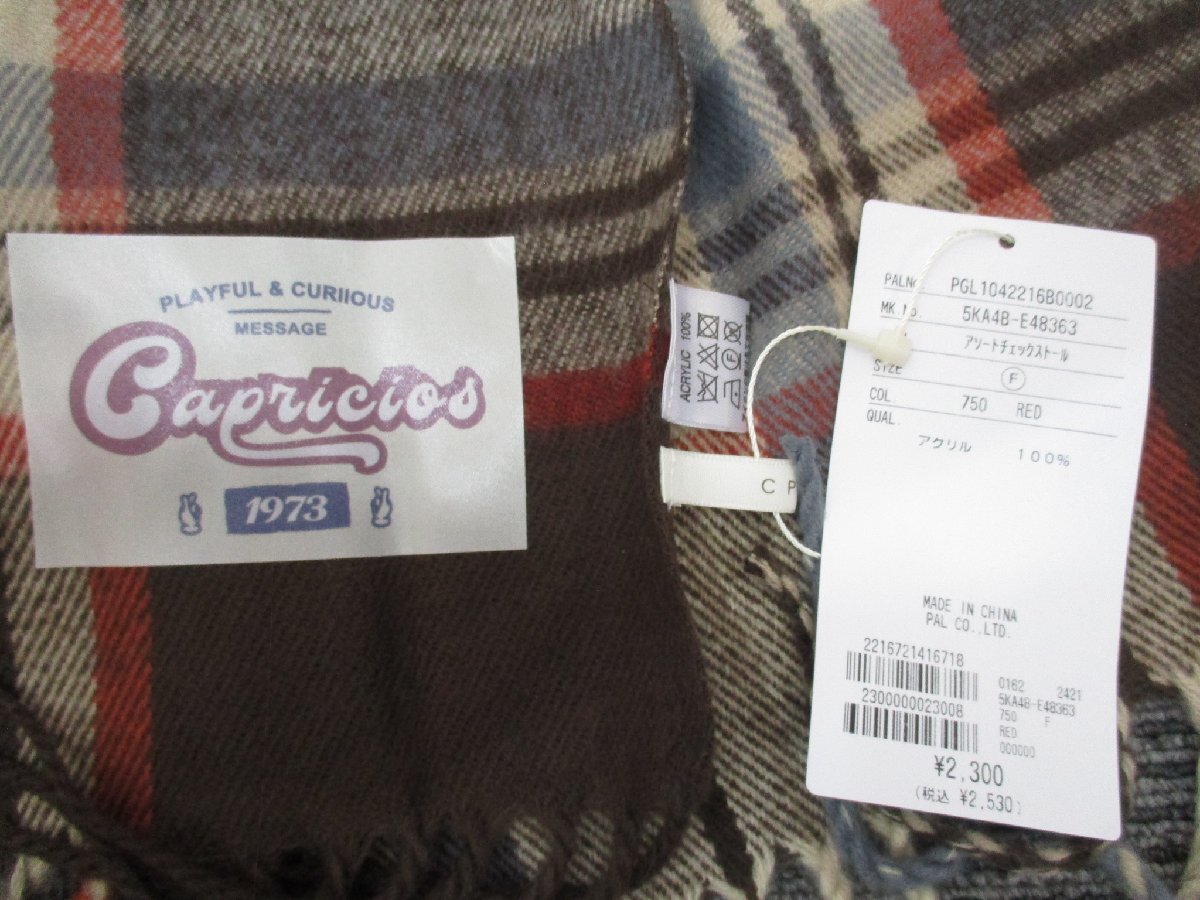 PLAYFUL & CURIIOUS
MESSAGE
Capricios
1973
ACRYLIC 100%
F
C P
PALNO. PGL1042216B0002
MK.NO. 5KA4B-E48363
アソートチェックストール
SIZE F
COL 750 RED
QUAL.
アクリル 100%
MADE IN CHINA
PAL CO.,LTD.
2216721416718
2300000023008
0162 2421
5KA4B-E48363
750 F
RED
000000
¥2,300
(税込 ¥2,530)